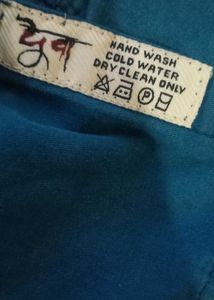 ध्रुव
HAND WASH
COLD WATER
DRY CLEAN ONLY
P